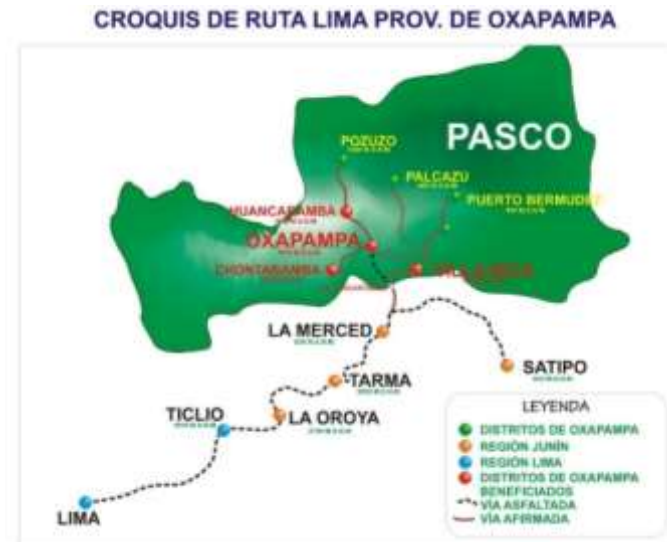 CROQUIS DE RUTA LIMA PROV. DE OXAPAMPA
PASCO
POZUZO
PALCAZU
PUERTO BERMUDEZ
HUANCABAMBA
OXAPAMPA
CHONTABAMBA
VILLA RICA
LA MERCED
SATIPO
TARMA
TICLIO
LA OROYA
LIMA
LEYENDA
DISTRITOS DE OXAPAMPA
REGIÓN JUNÍN
REGIÓN LIMA
DISTRITOS DE OXAPAMPA
BENEFICIADOS
VÍA ASFALTADA
VÍA AFIRMADA